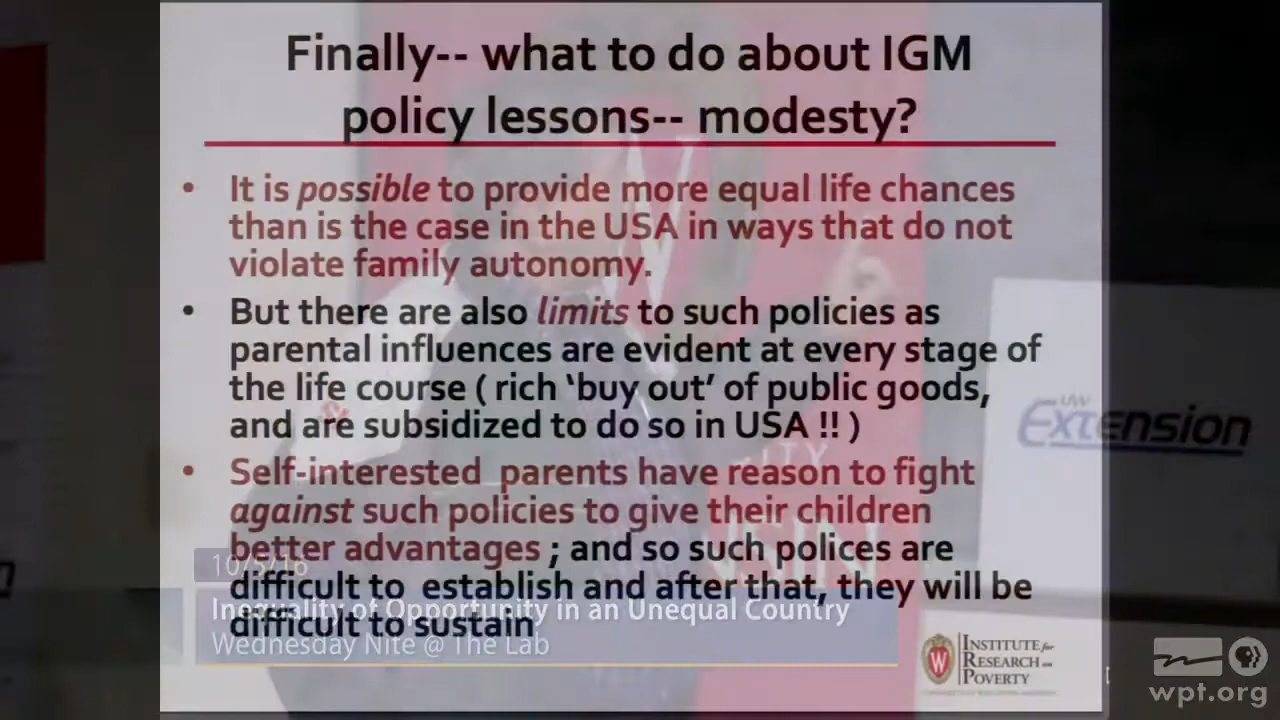 Finally-- what to do about IGM
policy lessons-- modesty?
• It is possible to provide more equal life chances
than is the case in the USA in ways that do not
violate family autonomy.
• But there are also limits to such policies as
parental influences are evident at every stage of
the life course ( rich ‘buy out’ of public goods,
and are subsidized to do so in USA !! )
• Self-interested parents have reason to fight
against such policies to give their children
better advantages ; and so such polices are
difficult to establish and after that, they will be
difficult to sustain
10/5/16
Inequality of Opportunity in an Unequal Country
Wednesday Nite @ The Lab
UW
Extension
W
INSTITUTE for
RESEARCH on
POVERTY
wpt.org